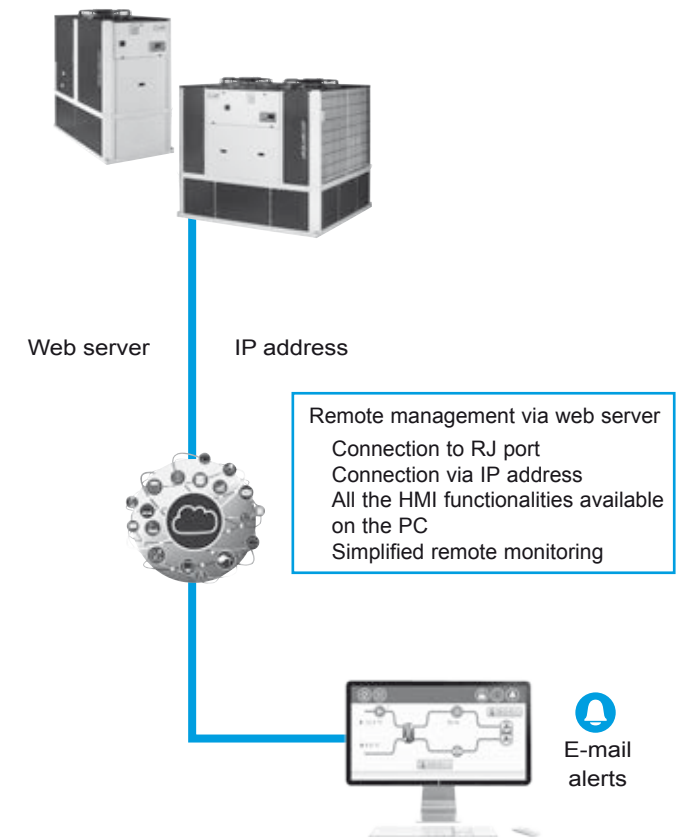 Web server
IP address
Remote management via web server
Connection to RJ port
Connection via IP address
All the HMI functionalities available
on the PC
Simplified remote monitoring
E-mail
alerts